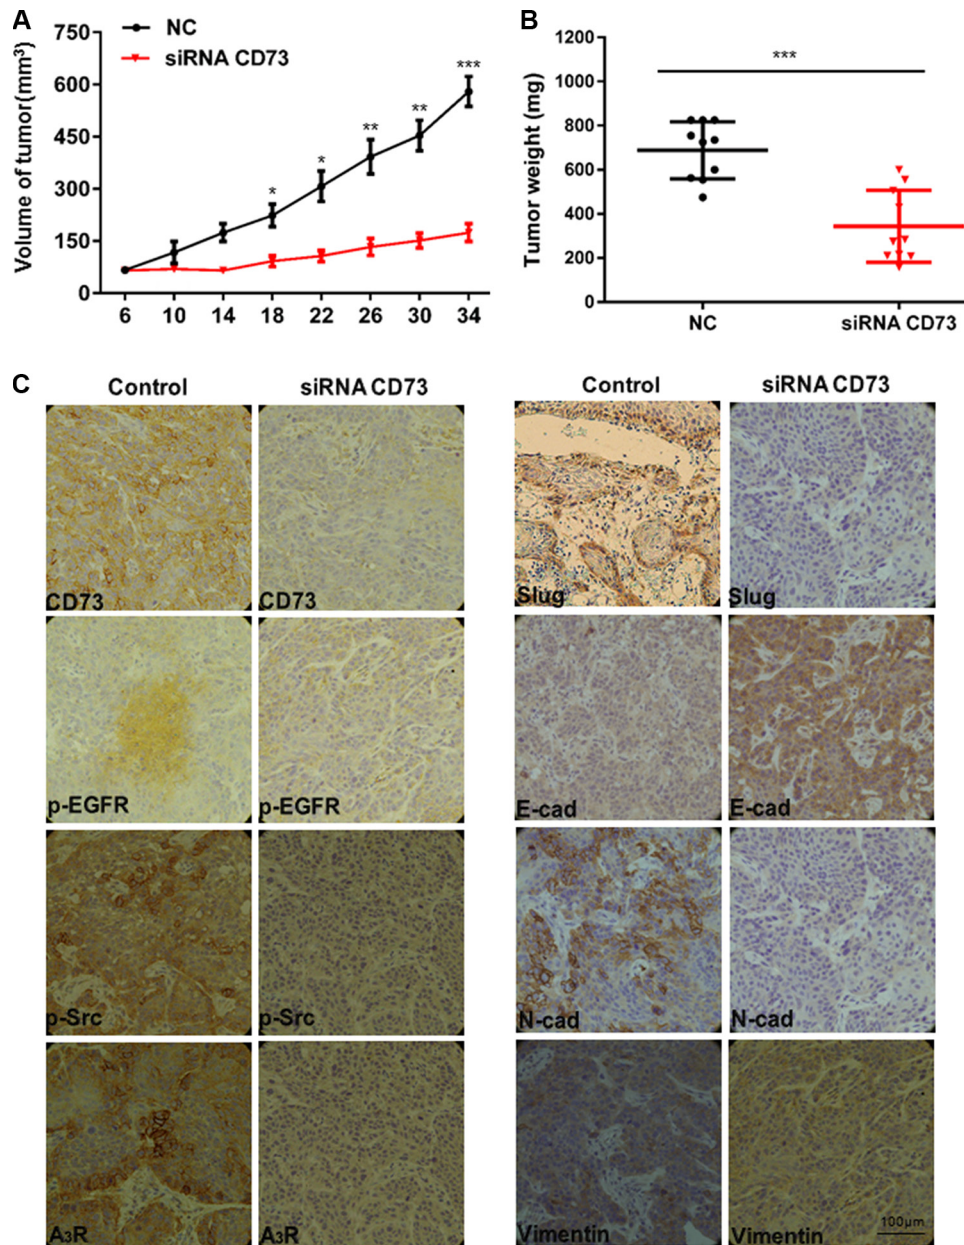 A
Volume of tumor(mm³)
750
600
450
300
150
0
NC
siRNA CD73
*
*
**
**
***
6 10 14 18 22 26 30 34
B
Tumor weight (mg)
1200
1000
800
600
400
200
0
***
NC siRNA CD73
C
Control siRNA CD73 Control siRNA CD73
CD73 CD73 Slug Slug
p-EGFR p-EGFR E-cad E-cad
p-Src p-Src N-cad N-cad
100μm
A₃R A₃R Vimentin Vimentin